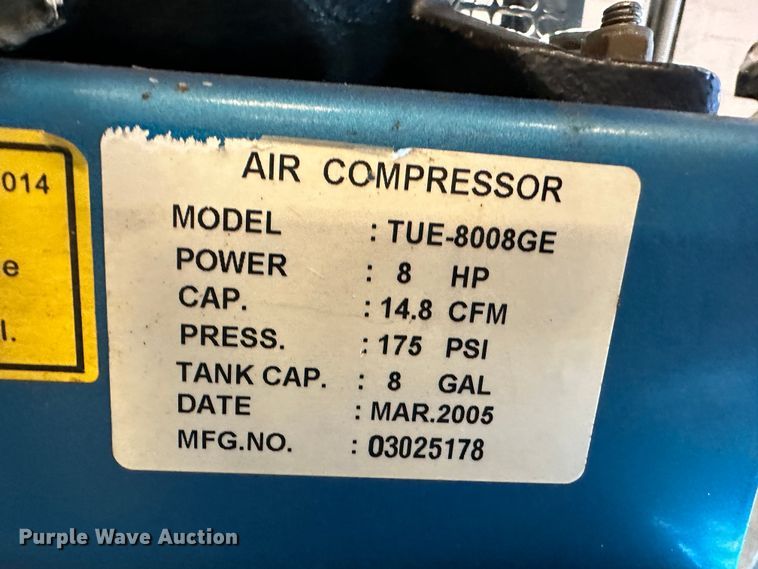 014
e
l.
AIR COMPRESSOR
MODEL : TUE-8008GE
POWER : 8 HP
CAP. : 14.8 CFM
PRESS. : 175 PSI
TANK CAP. : 8 GAL
DATE : MAR.2005
MFG.NO. : 03025178
Purple Wave Auction